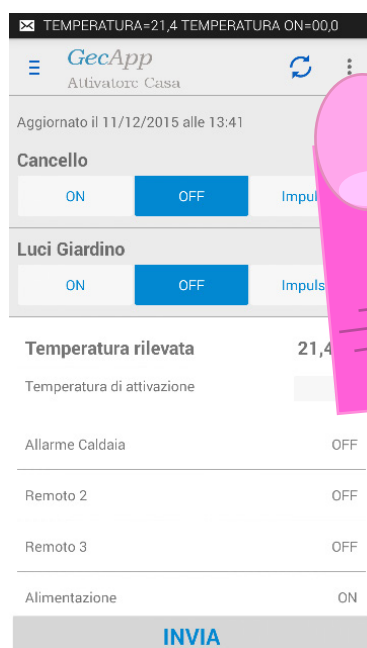 TEMPERATURA=21,4 TEMPERATURA ON=00,0
GecApp
Attivatore Casa
Aggiornato il 11/12/2015 alle 13:41
Cancello
ON OFF
Luci Giardino
ON OFF
Temperatura rilevata 21,4
Temperatura di attivazione
Allarme Caldaia OFF
Remoto 2 OFF
Remoto 3 OFF
Alimentazione ON
INVIA